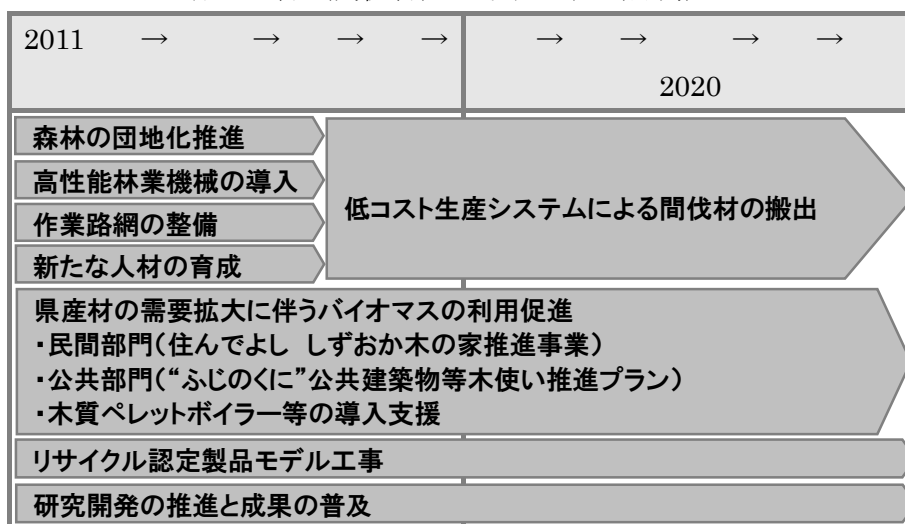 2011 → → → → → → → →
2020
森林の団地化推進
高性能林業機械の導入
作業路網の整備
新たな人材の育成
低コスト生産システムによる間伐材の搬出
県産材の需要拡大に伴うバイオマスの利用促進
・民間部門(住んでよし しずおか木の家推進事業)
・公共部門(“ふじのくに”公共建築物等木使い推進プラン)
・木質ペレットボイラー等の導入支援
リサイクル認定製品モデル工事
研究開発の推進と成果の普及